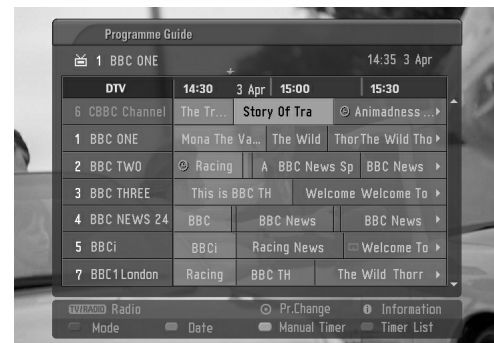 Programme Guide
1 BBC ONE 14:35 3 Apr
DTV 14:30 3 Apr 15:00 15:30
6 CBBC Channel The Tr... Story Of Tra Animadness ...
1 BBC ONE Mona The Va... The Wild ThorThe Wild Tho
2 BBC TWO Racing A BBC News Sp BBC News
3 BBC THREE This is BBC TH Welcome Welcome To
4 BBC NEWS 24 BBC BBC News BBC News
5 BBCi BBCi Racing News Welcome To
7 BBC1 London Racing BBC TH The Wild Thorr
TV/RADIO Radio Pr.Change i Information
Mode Date Manual Timer Timer List